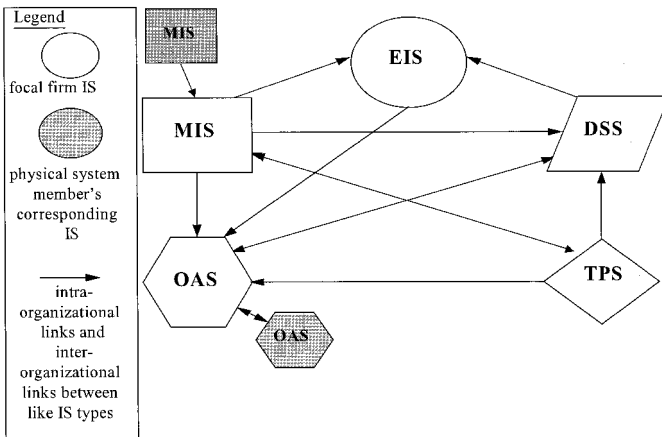 Legend
focal firm IS
physical system
member's
corresponding
IS
intra-
organizational
links and
inter-
organizational
links between
like IS types
MIS
EIS
MIS
DSS
OAS
TPS
OAS